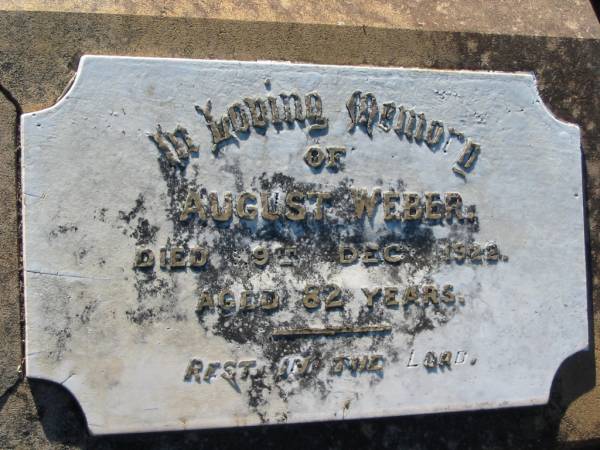 In Loving Memory
OF
AUGUST WEBER.
DIED 9TH DEC 1922.
AGED 82 YEARS.
REST IN THE LORD.